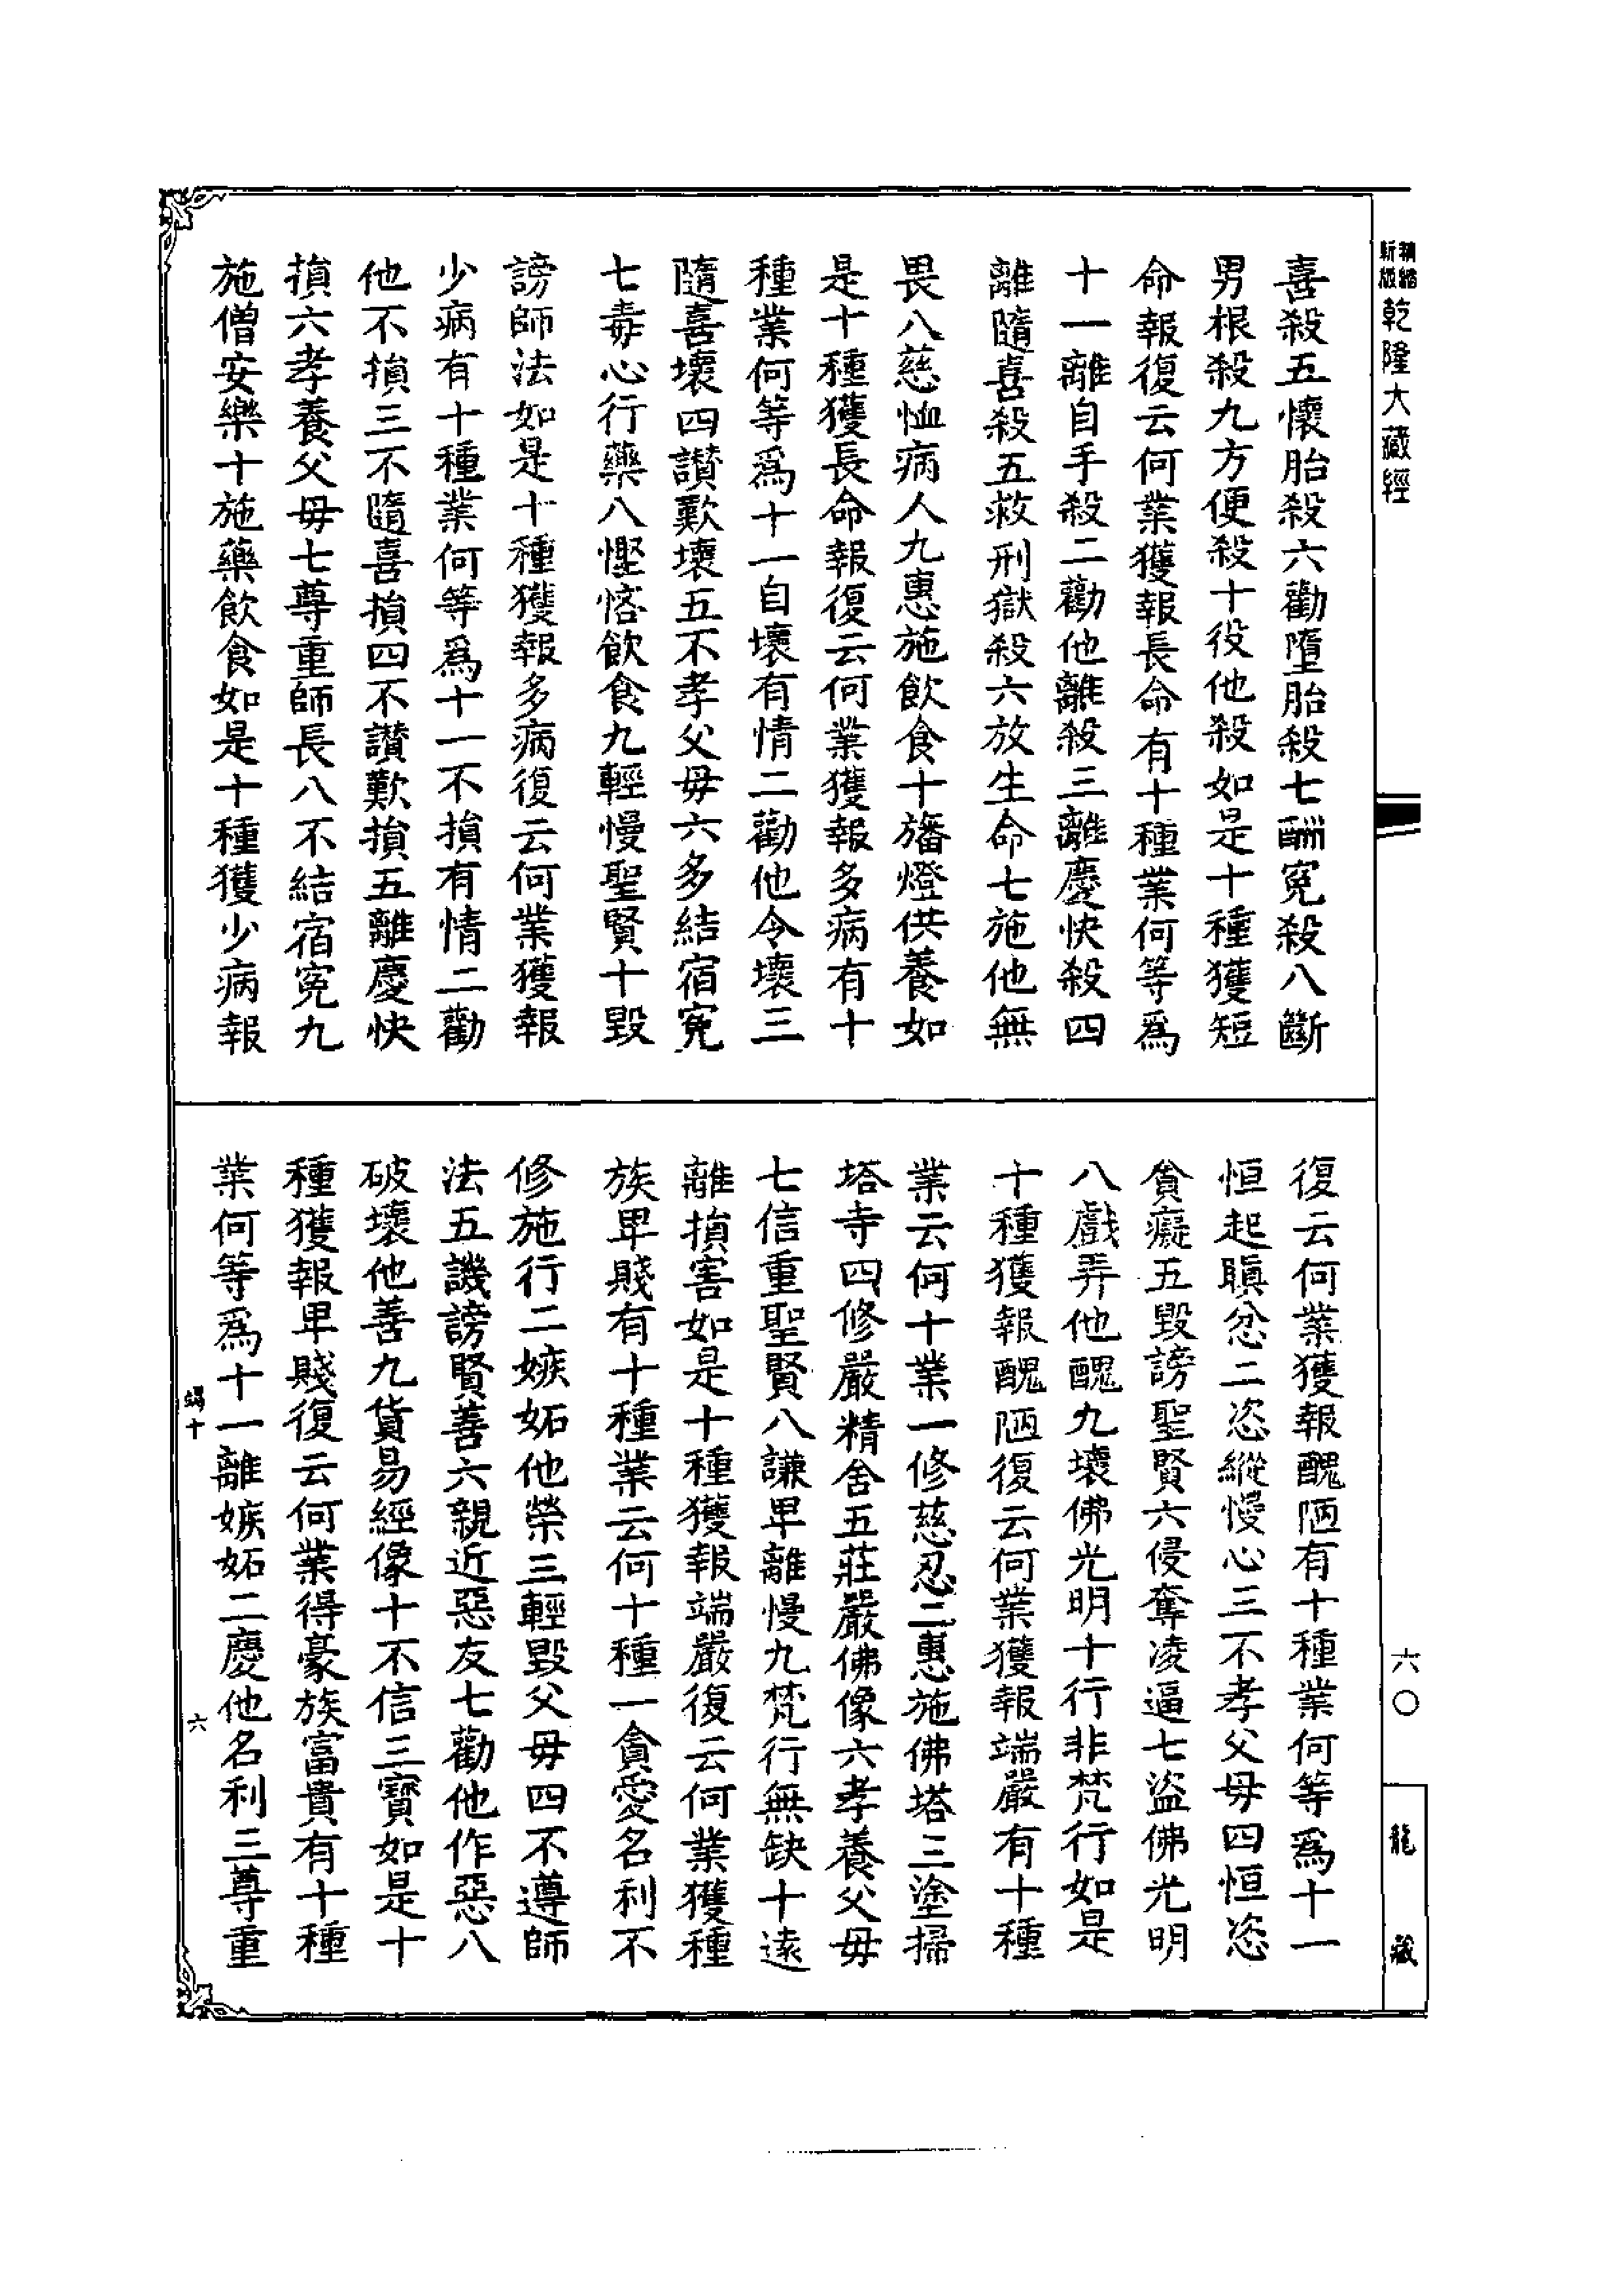 新版
乾隆大藏經
喜殺五懷胎殺六勸墮胎殺七酬冤殺八斷
男根殺九方便殺十役他殺如是十種獲短
命報復云何業獲報長命有十種業何等爲
十一離自手殺二勸他離殺三離慶快殺四
離隨喜殺五救刑獄殺六放生命七施他無
畏八慈恤病人九惠施飲食十旛燈供養如
是十種獲長命報復云何業獲報多病有十
種業何等爲十一自壞有情二勸他令壞三
隨喜壞四讃歎壞五不孝父毋六多結宿冤
七毒心行藥八慳悋飲食九輕慢聖賢十毀
謗師法如是十種獲報多病復云何業獲報
少病有十種業何等爲十一不損有情二勸
他不損三不隨喜損四不讃歎損五離慶快
損六孝養父毋七尊重師長八不結宿冤九
施僧安樂十施藥飲食如是十種獲少病報
復云何業獲報醜陋有十種業何等爲十一
恒起瞋忿二恣縱慢心三不孝父毋四恒恣
貪癡五毀謗聖賢六侵奪凌逼七盜佛光明
八戲弄他醜九壞佛光明十行非梵行如是
十種獲報醜陋復云何業獲報端嚴有十種
業云何十業一修慈忍二惠施佛塔三塗掃
塔寺四修嚴精舍五莊嚴佛像六孝養父毋
七信重聖賢八謙卑離慢九梵行無缺十遠
離損害如是十種獲報端嚴復云何業獲種
族卑賤有十種業云何十種一貪愛名利不
修施行二嫉妬他榮三輕毀父毋四不遵師
法五譏謗賢善六親近惡友七勸他作惡八
破壞他善九貨易經像十不信三寶如是十
種獲報卑賤復云何業得豪族富貴有十種
業何等爲十一離嫉妬二慶他名利三尊重
十
六
六〇
龍藏